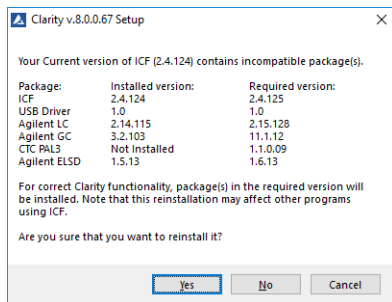 Clarity v.8.0.0.67 Setup
Your Current version of ICF (2.4.124) contains incompatible package(s).
Package: Installed version: Required version:
ICF 2.4.124 2.4.125
USB Driver 1.0 1.0
Agilent LC 2.14.115 2.15.128
Agilent GC 3.2.103 11.1.12
CTC PAL3 Not Installed 1.1.0.09
Agilent ELSD 1.5.13 1.6.13
For correct Clarity functionality, package(s) in the required version will
be installed. Note that this reinstallation may affect other programs
using ICF.
Are you sure that you want to reinstall it?
Yes No Cancel